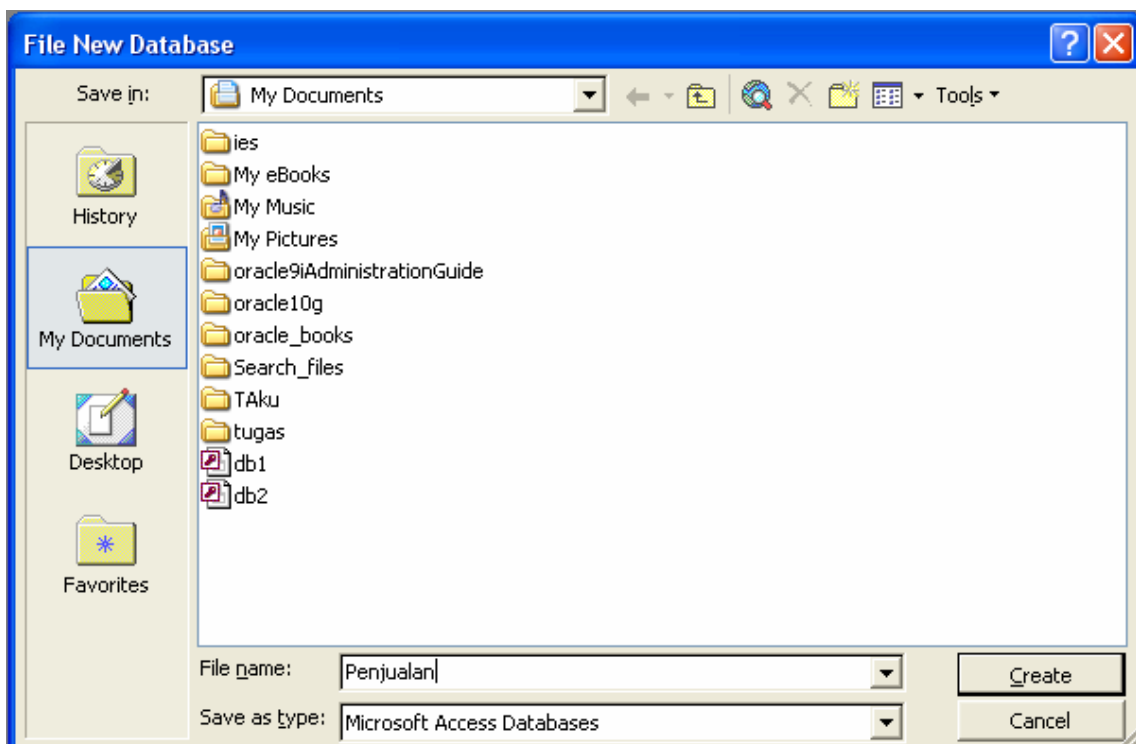 File New Database
Save in:
My Documents
Tools
History
My Documents
Desktop
Favorites
ies
My eBooks
My Music
My Pictures
oracle9iAdministrationGuide
oracle10g
oracle_books
Search_files
TAku
tugas
db1
db2
File name:
Penjualan
Create
Save as type:
Microsoft Access Databases
Cancel